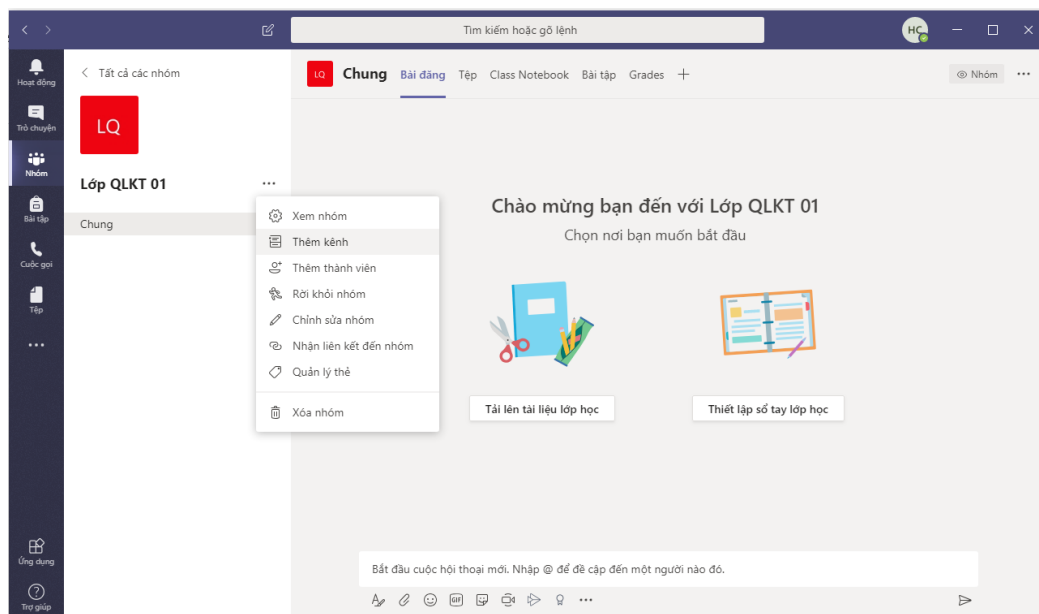 Tìm kiếm hoặc gõ lệnh
HC
Hoạt động
Trò chuyện
Nhóm
Bài tập
Cuộc gọi
Tệp
Ứng dụng
Trợ giúp
Tất cả các nhóm
LQ
Lớp QLKT 01
Chung
Xem nhóm
Thêm kênh
Thêm thành viên
Rời khỏi nhóm
Chỉnh sửa nhóm
Nhận liên kết đến nhóm
Quản lý thẻ
Xóa nhóm
LQ Chung Bài đăng Tệp Class Notebook Bài tập Grades
Nhóm
Chào mừng bạn đến với Lớp QLKT 01
Chọn nơi bạn muốn bắt đầu
Tải lên tài liệu lớp học
Thiết lập sổ tay lớp học
Bắt đầu cuộc hội thoại mới. Nhập @ để đề cập đến một người nào đó.
GIF